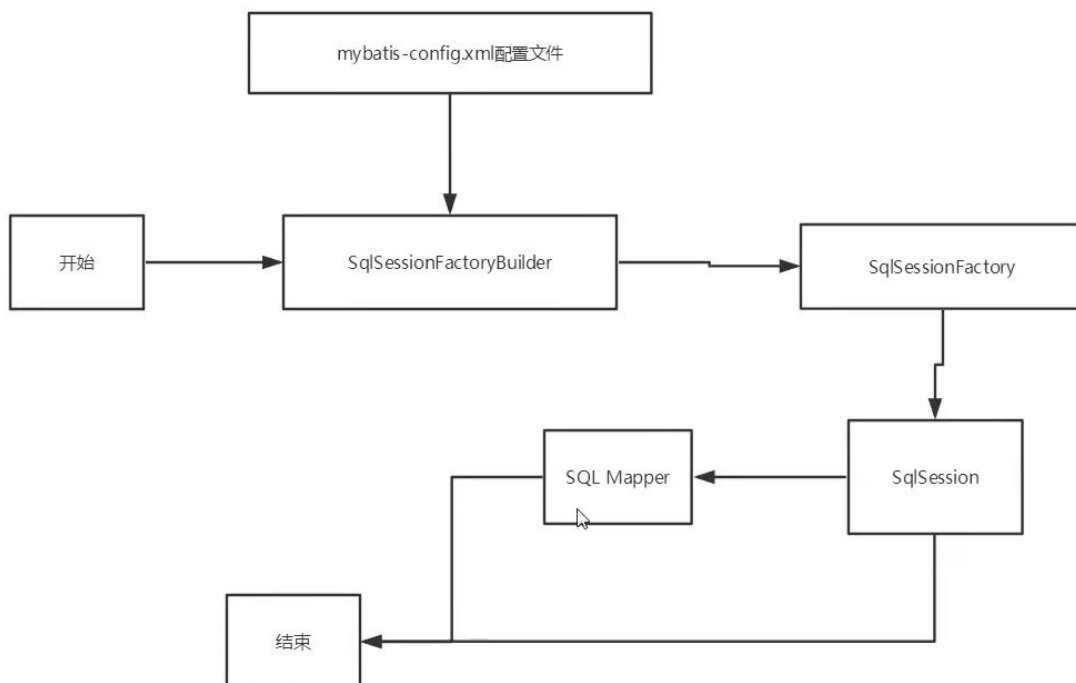 mybatis-config.xml配置文件
开始
SqlSessionFactoryBuilder
SqlSessionFactory
SQL Mapper
SqlSession
结束